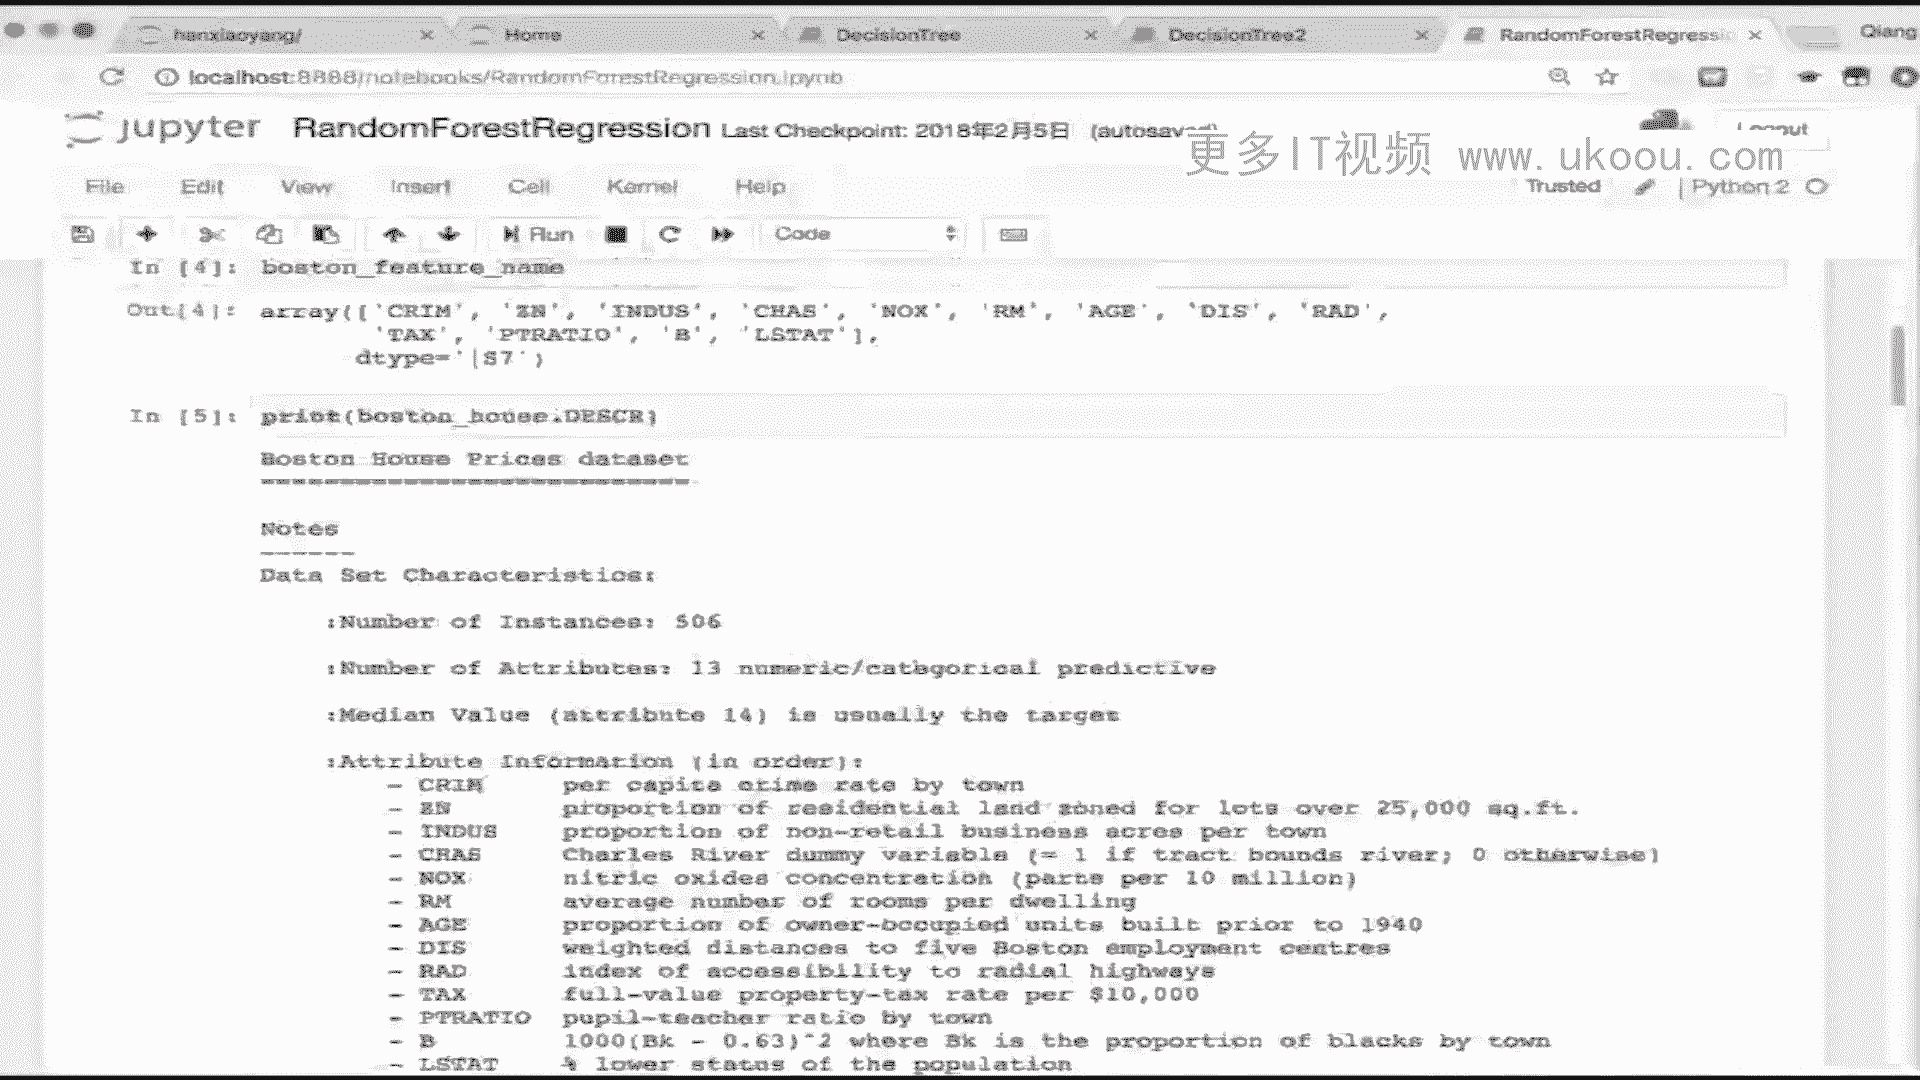 hanxiaoyang/ Home DecisionTree DecisionTree2 RandomForestRegressi Qiang
localhost:8888/notebooks/RandomForestRegression.ipynb
jupyter RandomForestRegression Last Checkpoint: 2018年2月5日 (autosaved) Logout
更多IT视频 www.ukoou.com
File Edit View Insert Cell Kernel Help Trusted Python 2
Run Code
In [4]: boston_feature_name
Out[4]: array(['CRIM', 'ZN', 'INDUS', 'CHAS', 'NOX', 'RM', 'AGE', 'DIS', 'RAD',
'TAX', 'PTRATIO', 'B', 'LSTAT'],
dtype='|S7')
In [5]: print(boston_house.DESCR)
Boston House Prices dataset
===========================
Notes
------
Data Set Characteristics:
:Number of Instances: 506
:Number of Attributes: 13 numeric/categorical predictive
:Median Value (attribute 14) is usually the target
:Attribute Information (in order):
- CRIM per capita crime rate by town
- ZN proportion of residential land zoned for lots over 25,000 sq.ft.
- INDUS proportion of non-retail business acres per town
- CHAS Charles River dummy variable (= 1 if tract bounds river; 0 otherwise)
- NOX nitric oxides concentration (parts per 10 million)
- RM average number of rooms per dwelling
- AGE proportion of owner-occupied units built prior to 1940
- DIS weighted distances to five Boston employment centres
- RAD index of accessibility to radial highways
- TAX full-value property-tax rate per $10,000
- PTRATIO pupil-teacher ratio by town
- B 1000(Bk - 0.63)^2 where Bk is the proportion of blacks by town
- LSTAT % lower status of the population